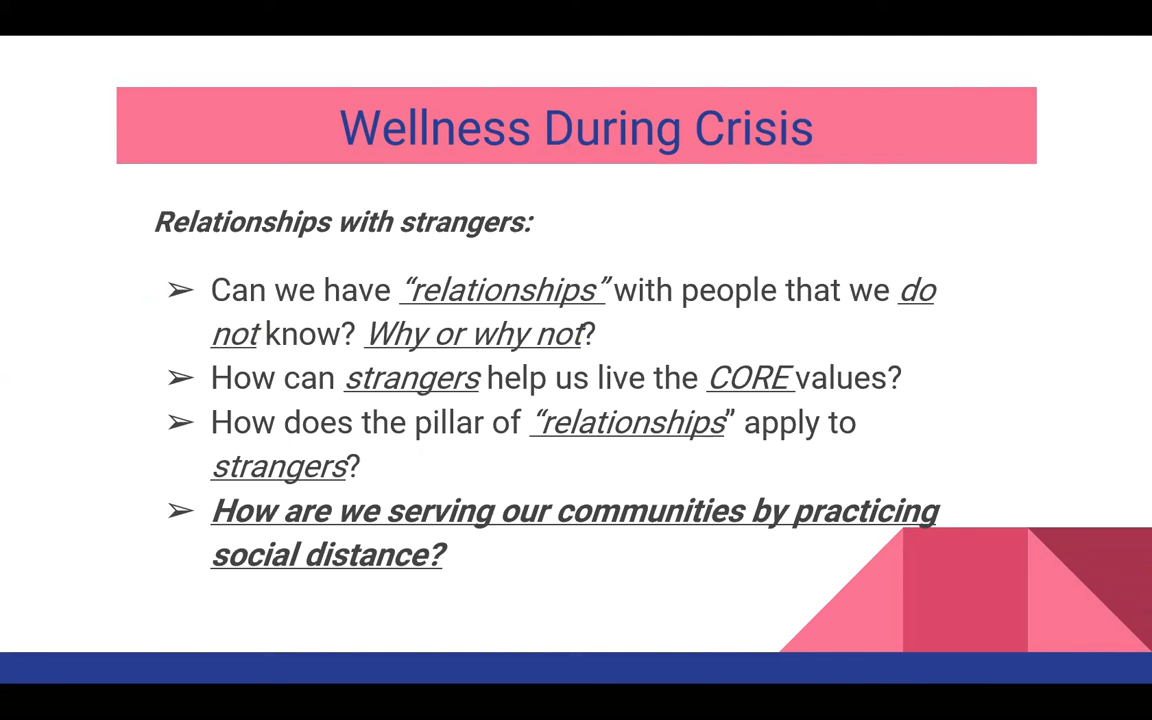 Wellness During Crisis
Relationships with strangers:
➢ Can we have “relationships” with people that we do
not know? Why or why not?
➢ How can strangers help us live the CORE values?
➢ How does the pillar of “relationships” apply to
strangers?
➢ How are we serving our communities by practicing
social distance?